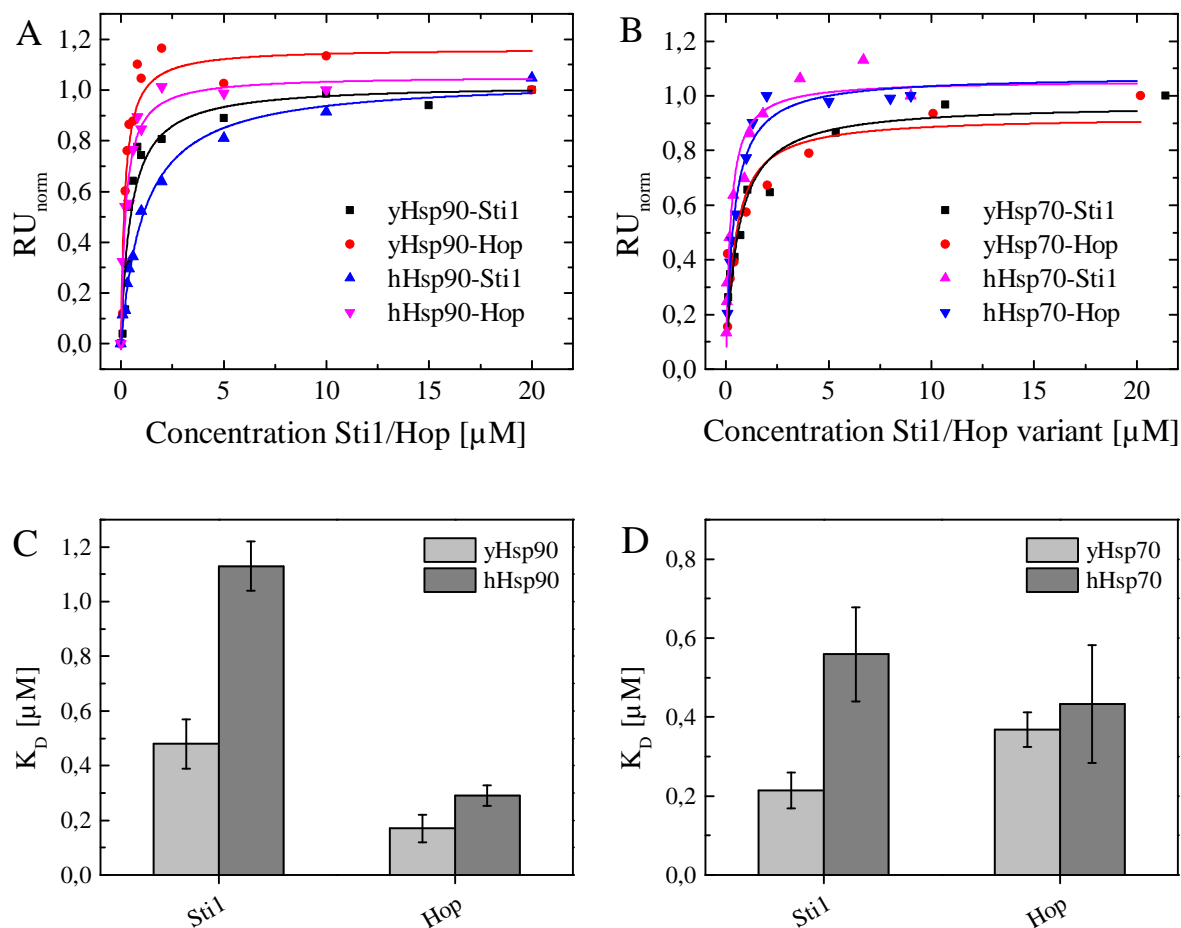 A
1,2
1,0
0,8
0,6
0,4
0,2
0,0
RUnorm
yHsp90-Sti1
yHsp90-Hop
hHsp90-Sti1
hHsp90-Hop
0 5 10 15 20
Concentration Sti1/Hop [µM]
B
1,2
1,0
0,8
0,6
0,4
0,2
0,0
RUnorm
yHsp70-Sti1
yHsp70-Hop
hHsp70-Sti1
hHsp70-Hop
0 5 10 15 20
Concentration Sti1/Hop variant [µM]
C
1,2
1,0
0,8
0,6
0,4
0,2
0,0
KD [µM]
yHsp90
hHsp90
Sti1 Hop
D
0,8
0,6
0,4
0,2
0,0
KD [µM]
yHsp70
hHsp70
Sti1 Hop